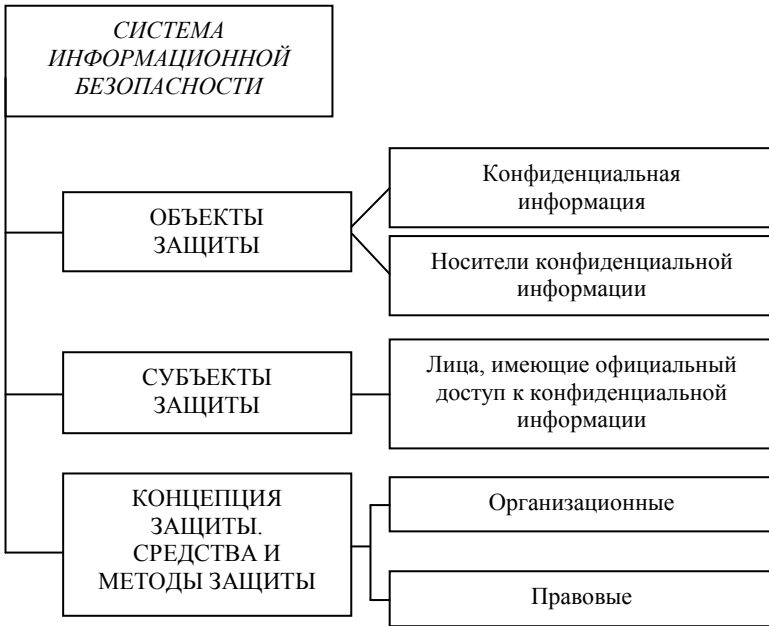 СИСТЕМА
ИНФОРМАЦИОННОЙ
БЕЗОПАСНОСТИ
ОБЪЕКТЫ
ЗАЩИТЫ
Конфиденциальная
информация
Носители конфиденциальной
информации
СУБЪЕКТЫ
ЗАЩИТЫ
Лица, имеющие официальный
доступ к конфиденциальной
информации
КОНЦЕПЦИЯ
ЗАЩИТЫ.
СРЕДСТВА И
МЕТОДЫ ЗАЩИТЫ
Организационные
Правовые